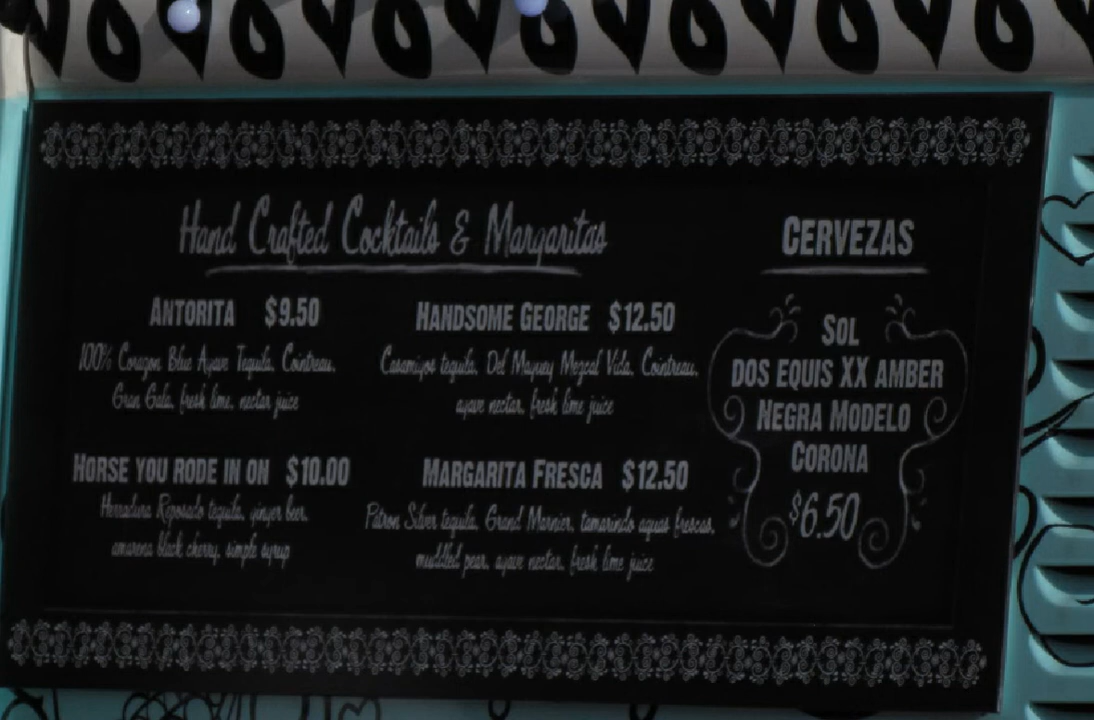 Hand Crafted Cocktails & Margaritas
ANTORITA $9.50
100% Corazon Blue Agave Tequila, Cointreau,
Gran Gala, fresh lime, nectar juice
HORSE YOU RODE IN ON $10.00
Herradura Reposado tequila, ginger beer,
amarena black cherry, simple syrup
HANDSOME GEORGE $12.50
Casamigos tequila, Del Maguey Mezcal Vida, Cointreau,
agave nectar, fresh lime juice
MARGARITA FRESCA $12.50
Patron Silver tequila, Grand Marnier, tamarindo aguas frescas,
muddled pear, agave nectar, fresh lime juice
CERVEZAS
SOL
DOS EQUIS XX AMBER
NEGRA MODELO
CORONA
$6.50